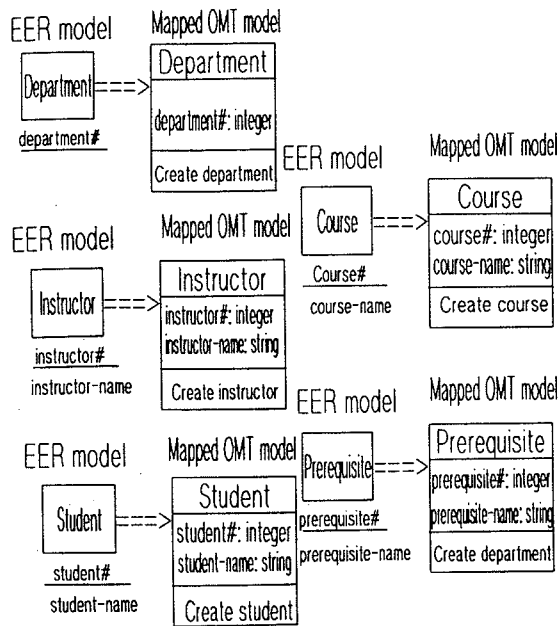 EER model
Mapped OMT model
Department
Department
department#
department#: integer
Create department
EER model
Mapped OMT model
Course
Course
Course#
course-name
course#: integer
course-name: string
Create course
EER model
Mapped OMT model
Instructor
Instructor
instructor#
instructor-name
instructor#: integer
instructor-name: string
Create instructor
EER model
Mapped OMT model
Prerequisite
Prerequisite
prerequisite#
prerequisite-name
prerequisite#: integer
prerequisite-name: string
Create department
EER model
Mapped OMT model
Student
Student
student#
student-name
student#: integer
student-name: string
Create student